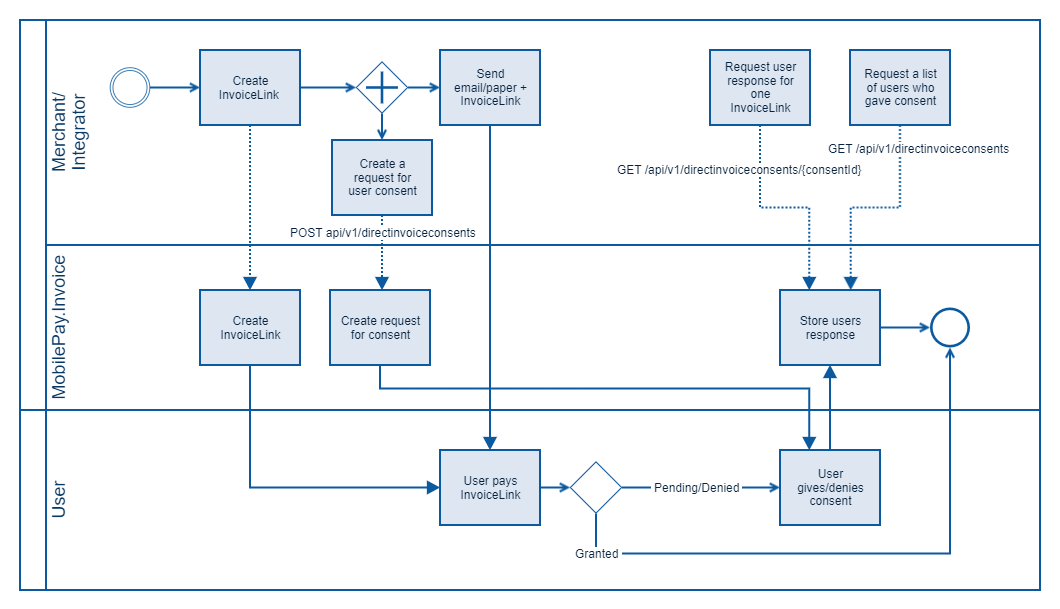 Merchant/
Integrator
Create
InvoiceLink
Send
email/paper +
InvoiceLink
Request user
response for
one
InvoiceLink
Request a list
of users who
gave consent
Create a
request for
user consent
GET /api/v1/directinvoiceconsents
GET /api/v1/directinvoiceconsents/{consentId}
POST api/v1/directinvoiceconsents
MobilePay.Invoice
Create
InvoiceLink
Create request
for consent
Store users
response
User
User pays
InvoiceLink
Pending/Denied
User
gives/denies
consent
Granted